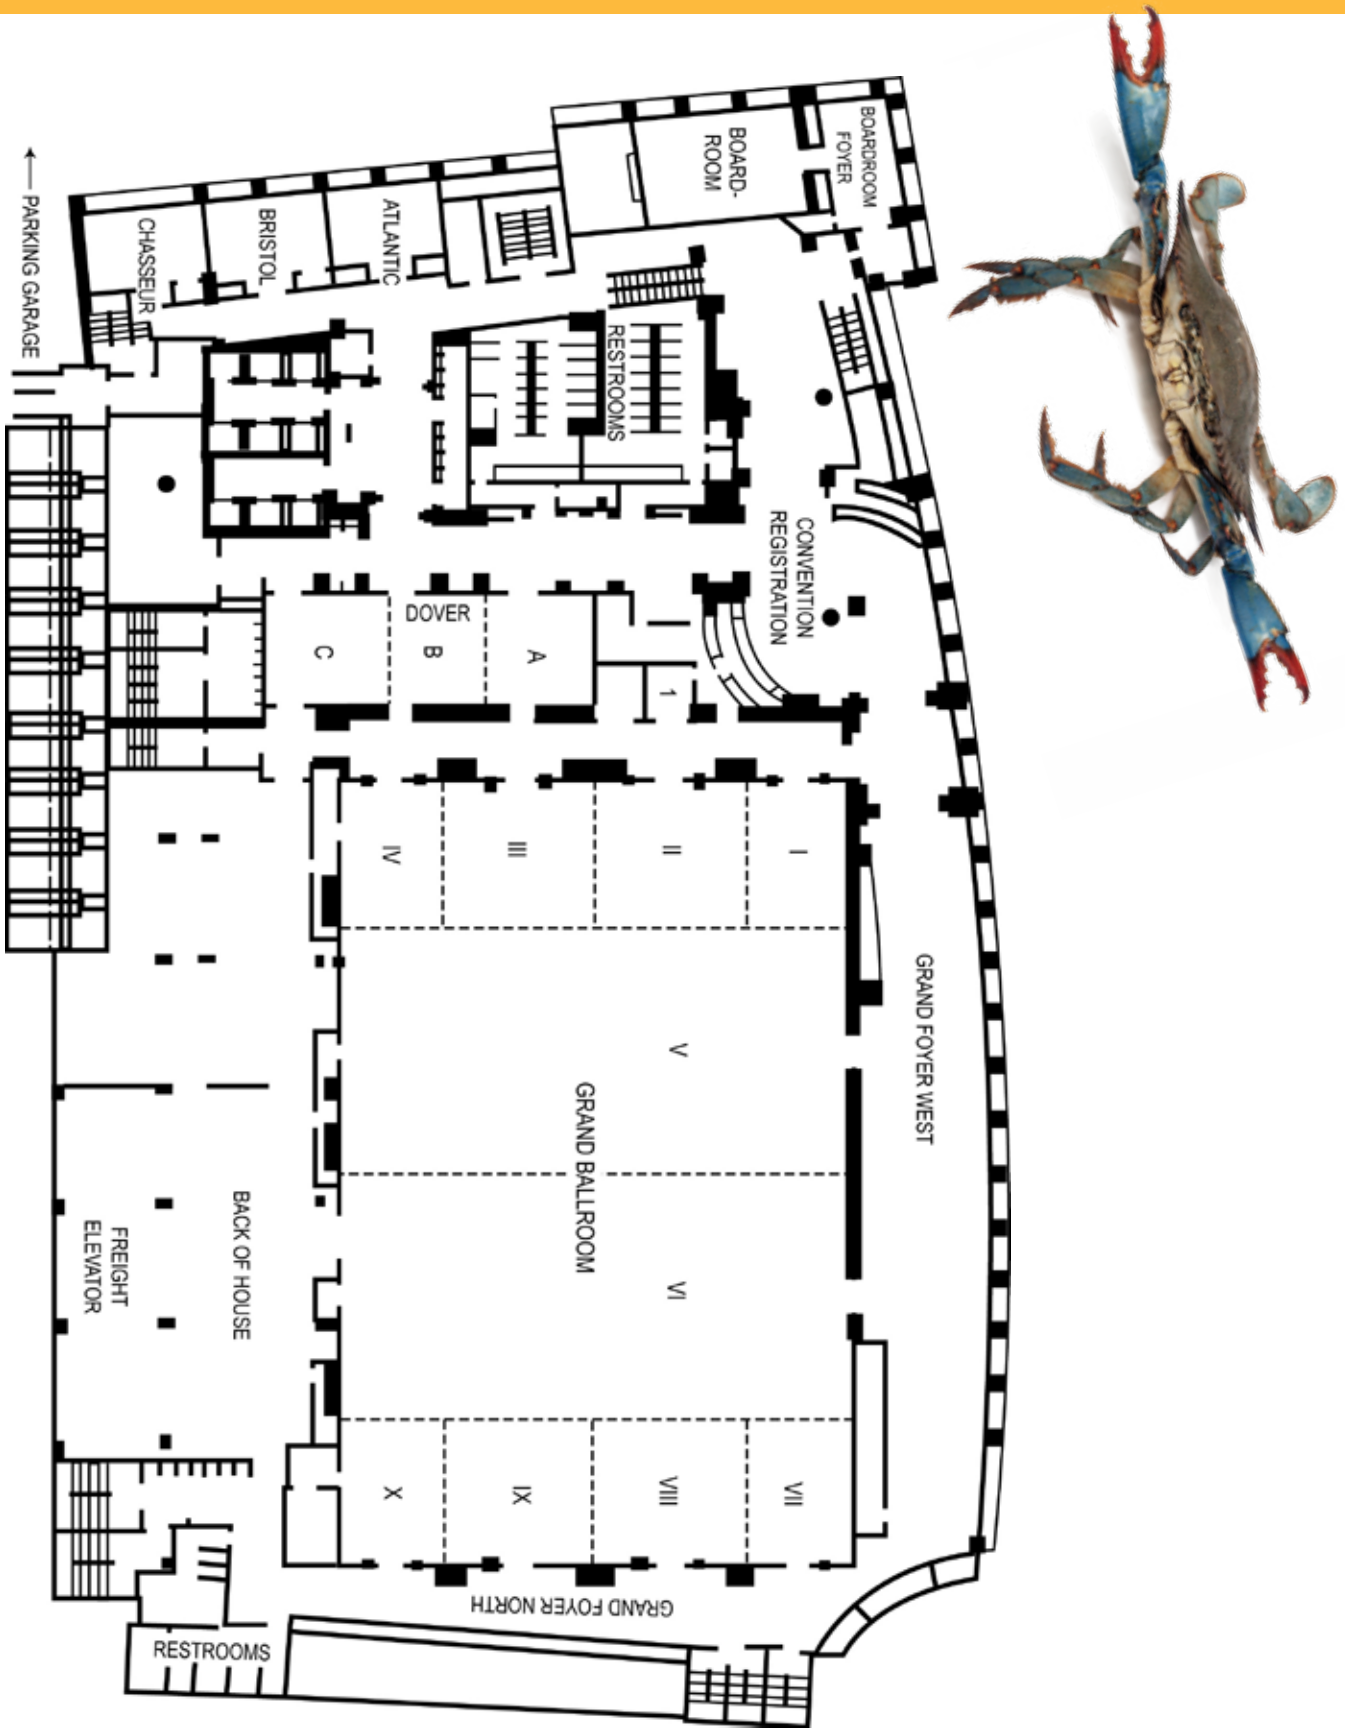 BOARDROOM
FOYER
BOARD-
ROOM
ATLANTIC
BRISTOL
CHASSEUR
← PARKING GARAGE
RESTROOMS
CONVENTION
REGISTRATION
DOVER
A
B
C
1
I
II
III
IV
V
GRAND BALLROOM
VI
VII
VIII
IX
X
GRAND FOYER WEST
BACK OF HOUSE
FREIGHT
ELEVATOR
GRAND FOYER NORTH
RESTROOMS